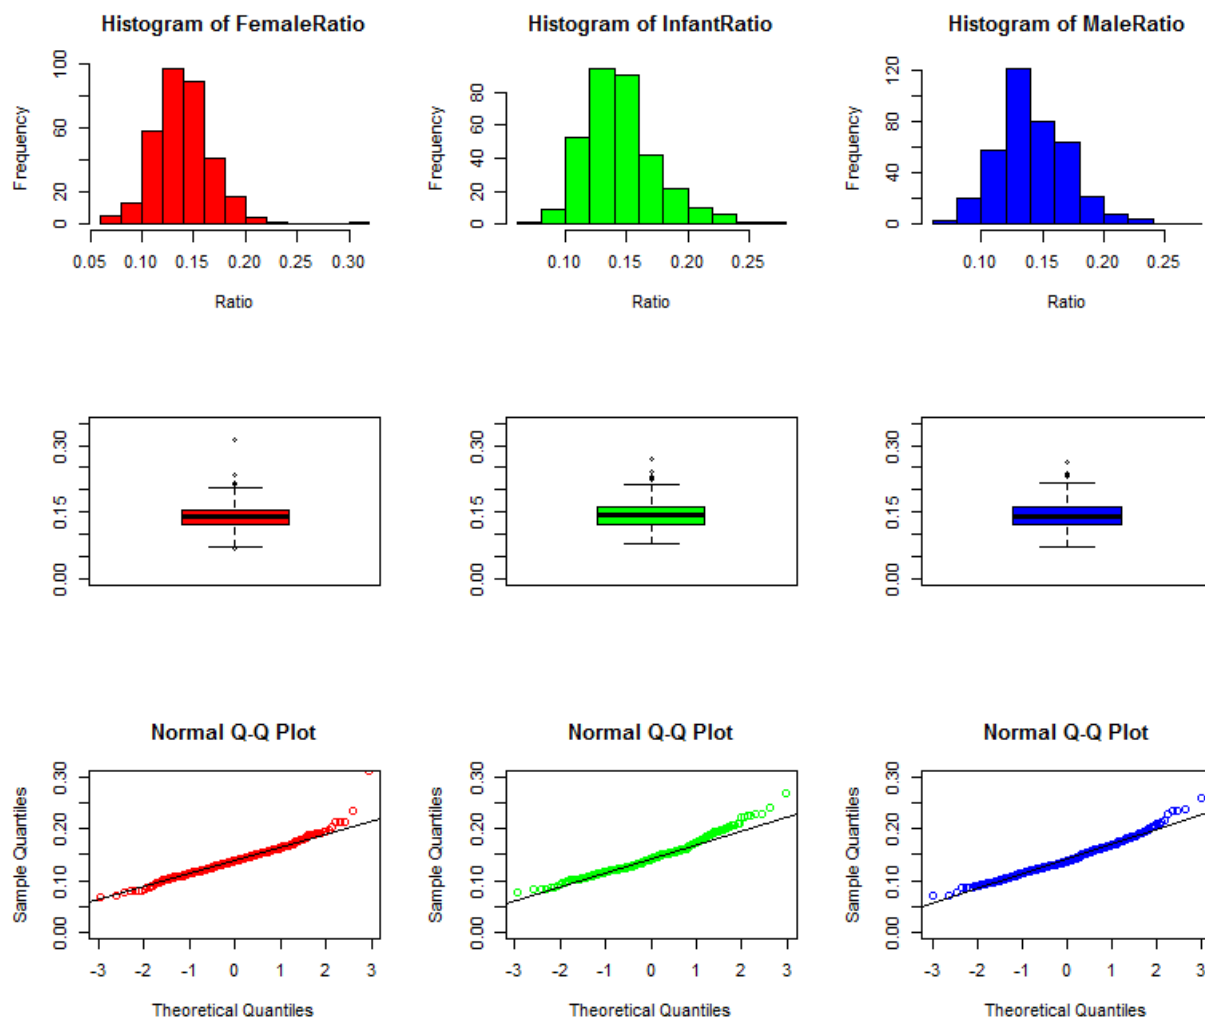 Histogram of FemaleRatio
Frequency
0 20 60 100
0.05 0.10 0.15 0.20 0.25 0.30
Ratio
Histogram of InfantRatio
Frequency
0 20 40 60 80
0.10 0.15 0.20 0.25
Ratio
Histogram of MaleRatio
Frequency
0 40 80 120
0.10 0.15 0.20 0.25
Ratio
0.00 0.15 0.30
0.00 0.15 0.30
0.00 0.15 0.30
Normal Q-Q Plot
Sample Quantiles
0.00 0.10 0.20 0.30
-3 -2 -1 0 1 2 3
Theoretical Quantiles
Normal Q-Q Plot
Sample Quantiles
0.00 0.10 0.20 0.30
-3 -2 -1 0 1 2 3
Theoretical Quantiles
Normal Q-Q Plot
Sample Quantiles
0.00 0.10 0.20 0.30
-3 -2 -1 0 1 2 3
Theoretical Quantiles